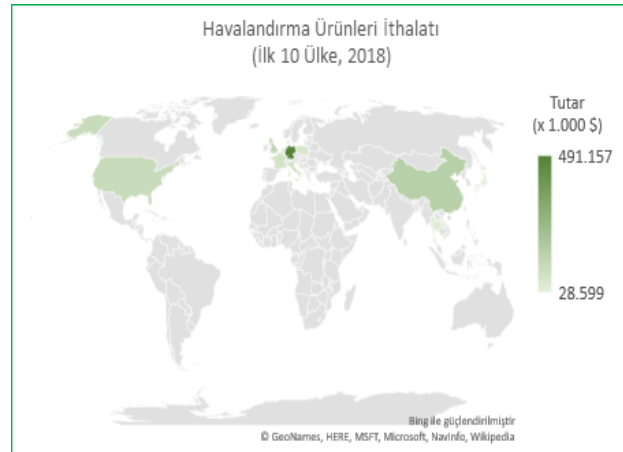 Havalandırma Ürünleri İthalatı
(İlk 10 Ülke, 2018)
Tutar
(x 1.000 $)
491.157
28.599
Bing ile güçlendirilmiştir
© GeoNames, HERE, MSFT, Microsoft, NavInfo, Wikipedia